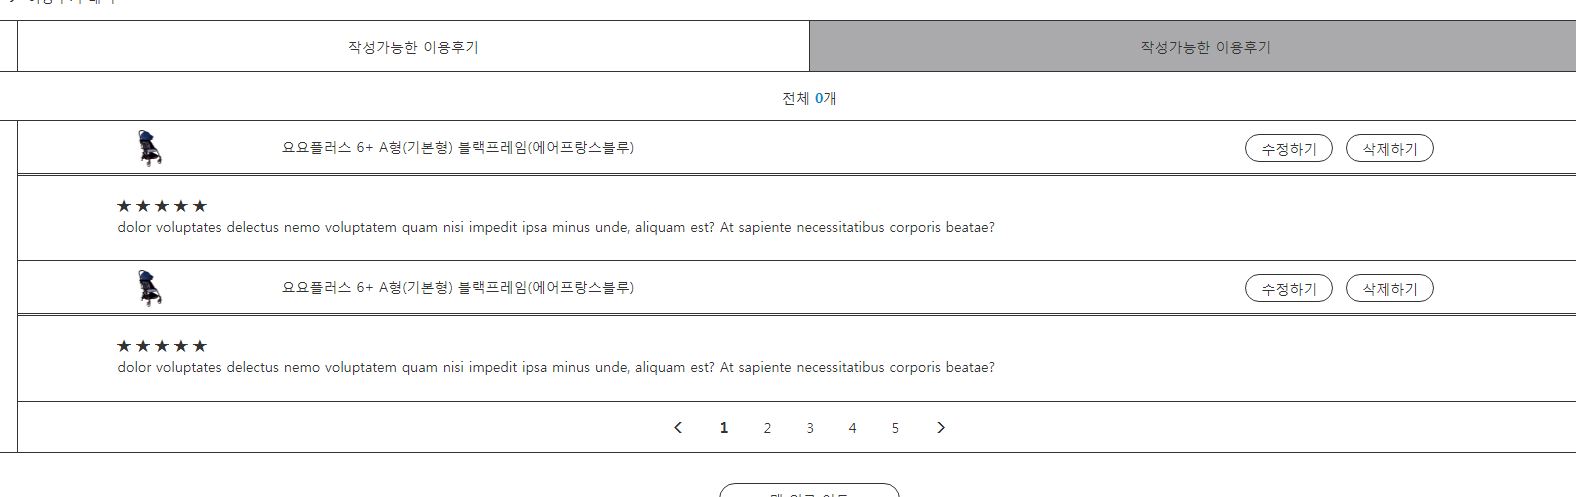 작성가능한 이용후기
작성가능한 이용후기
전체 0개
요요플러스 6+ A형(기본형) 블랙프레임(에어프랑스블루)
수정하기
삭제하기
★★★★★
dolor voluptates delectus nemo voluptatem quam nisi impedit ipsa minus unde, aliquam est? At sapiente necessitatibus corporis beatae?
요요플러스 6+ A형(기본형) 블랙프레임(에어프랑스블루)
수정하기
삭제하기
★★★★★
dolor voluptates delectus nemo voluptatem quam nisi impedit ipsa minus unde, aliquam est? At sapiente necessitatibus corporis beatae?
< 1 2 3 4 5 >